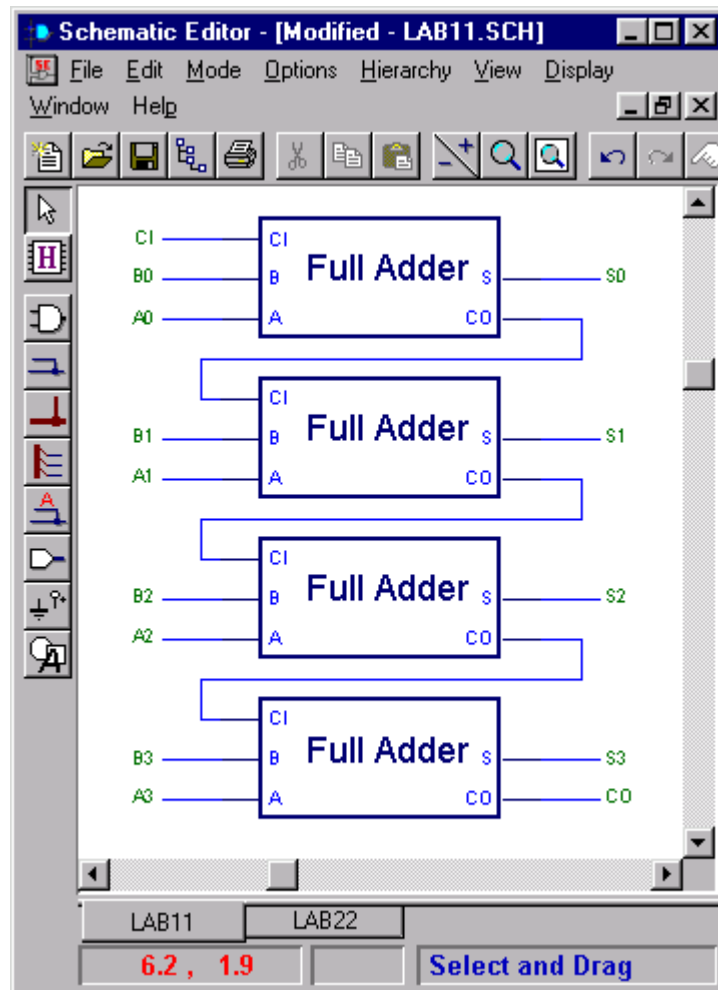 Schematic Editor - [Modified - LAB11.SCH]
File Edit Mode Options Hierarchy View Display
Window Help
H
A
A
CI
B0
A0
CI
B
A
Full Adder
S
CO
S0
B1
A1
CI
B
A
Full Adder
S
CO
S1
B2
A2
CI
B
A
Full Adder
S
CO
S2
B3
A3
CI
B
A
Full Adder
S
CO
S3
CO
LAB11 LAB22
6.2 , 1.9 Select and Drag